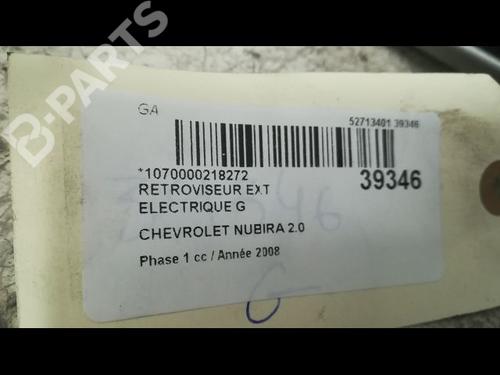 B-PARTS
GA
52713401 39346
*1070000218272
39346
RETROVISEUR EXT
ELECTRIQUE G
CHEVROLET NUBIRA 2.0
Phase 1 cc / Année 2008
G